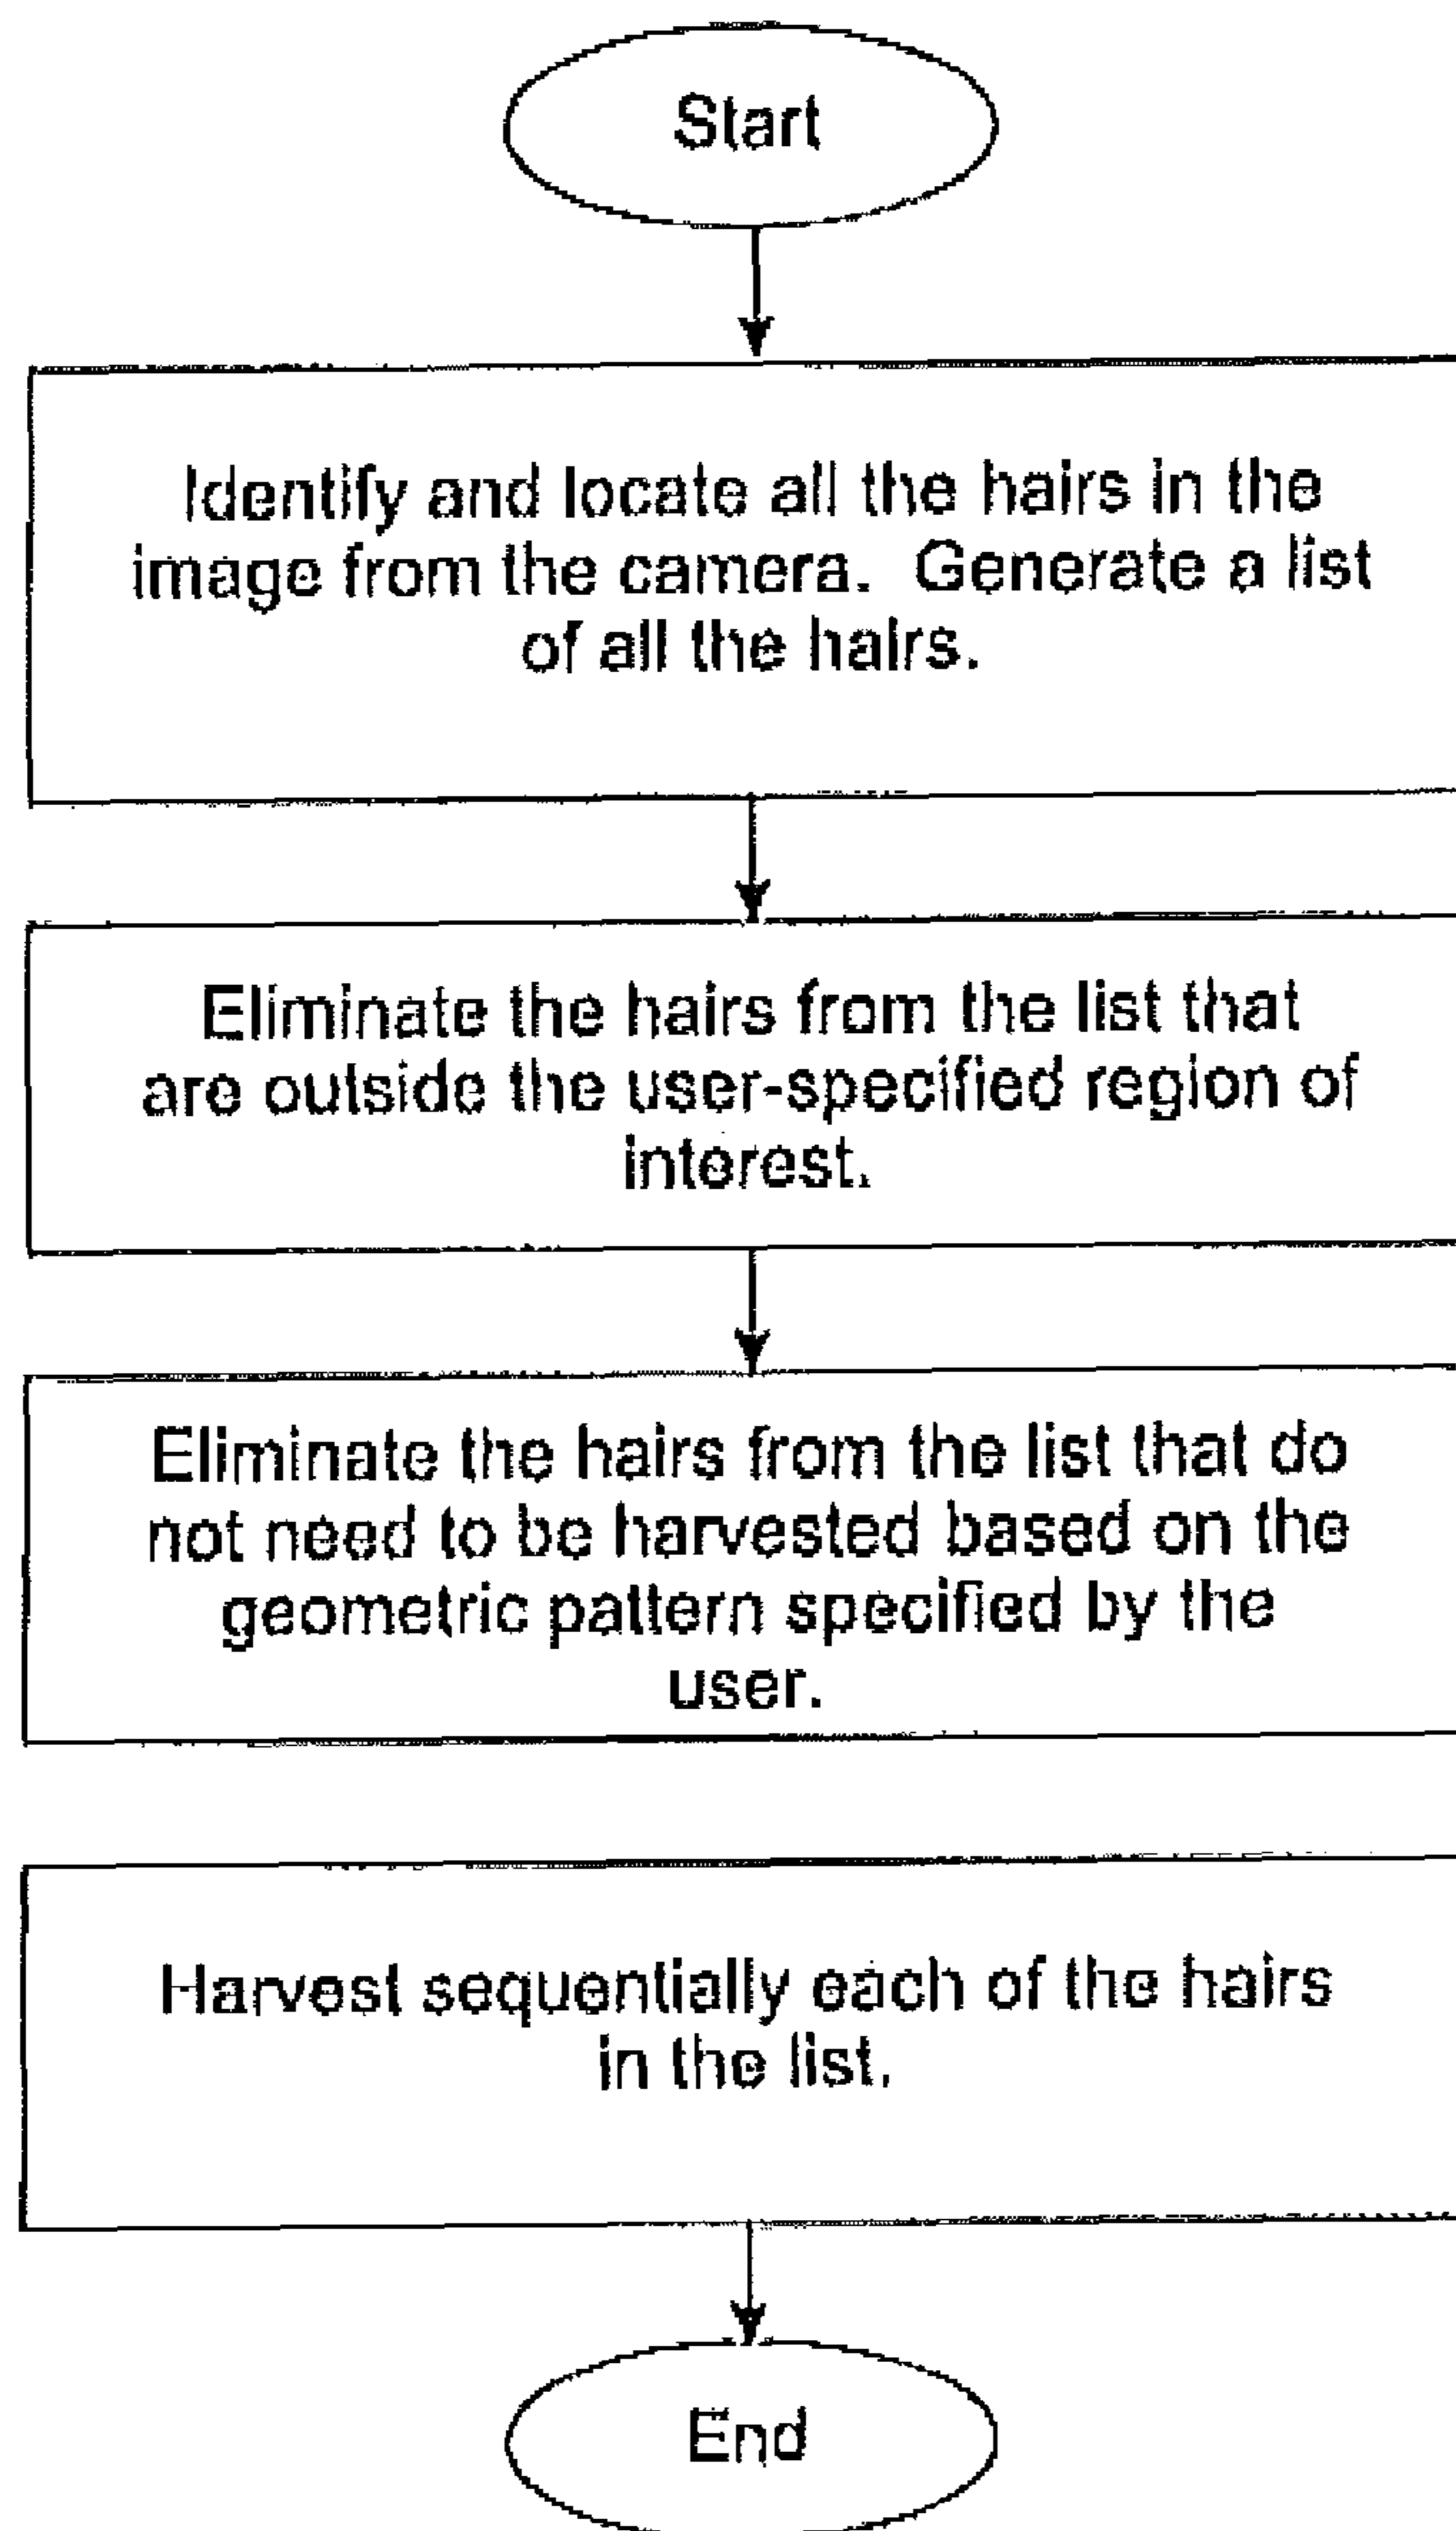 Start
Identify and locate all the hairs in the
image from the camera. Generate a list
of all the hairs.
Eliminate the hairs from the list that
are outside the user-specified region of
interest.
Eliminate the hairs from the list that do
not need to be harvested based on the
geometric pattern specified by the
user.
Harvest sequentially each of the hairs
in the list.
End